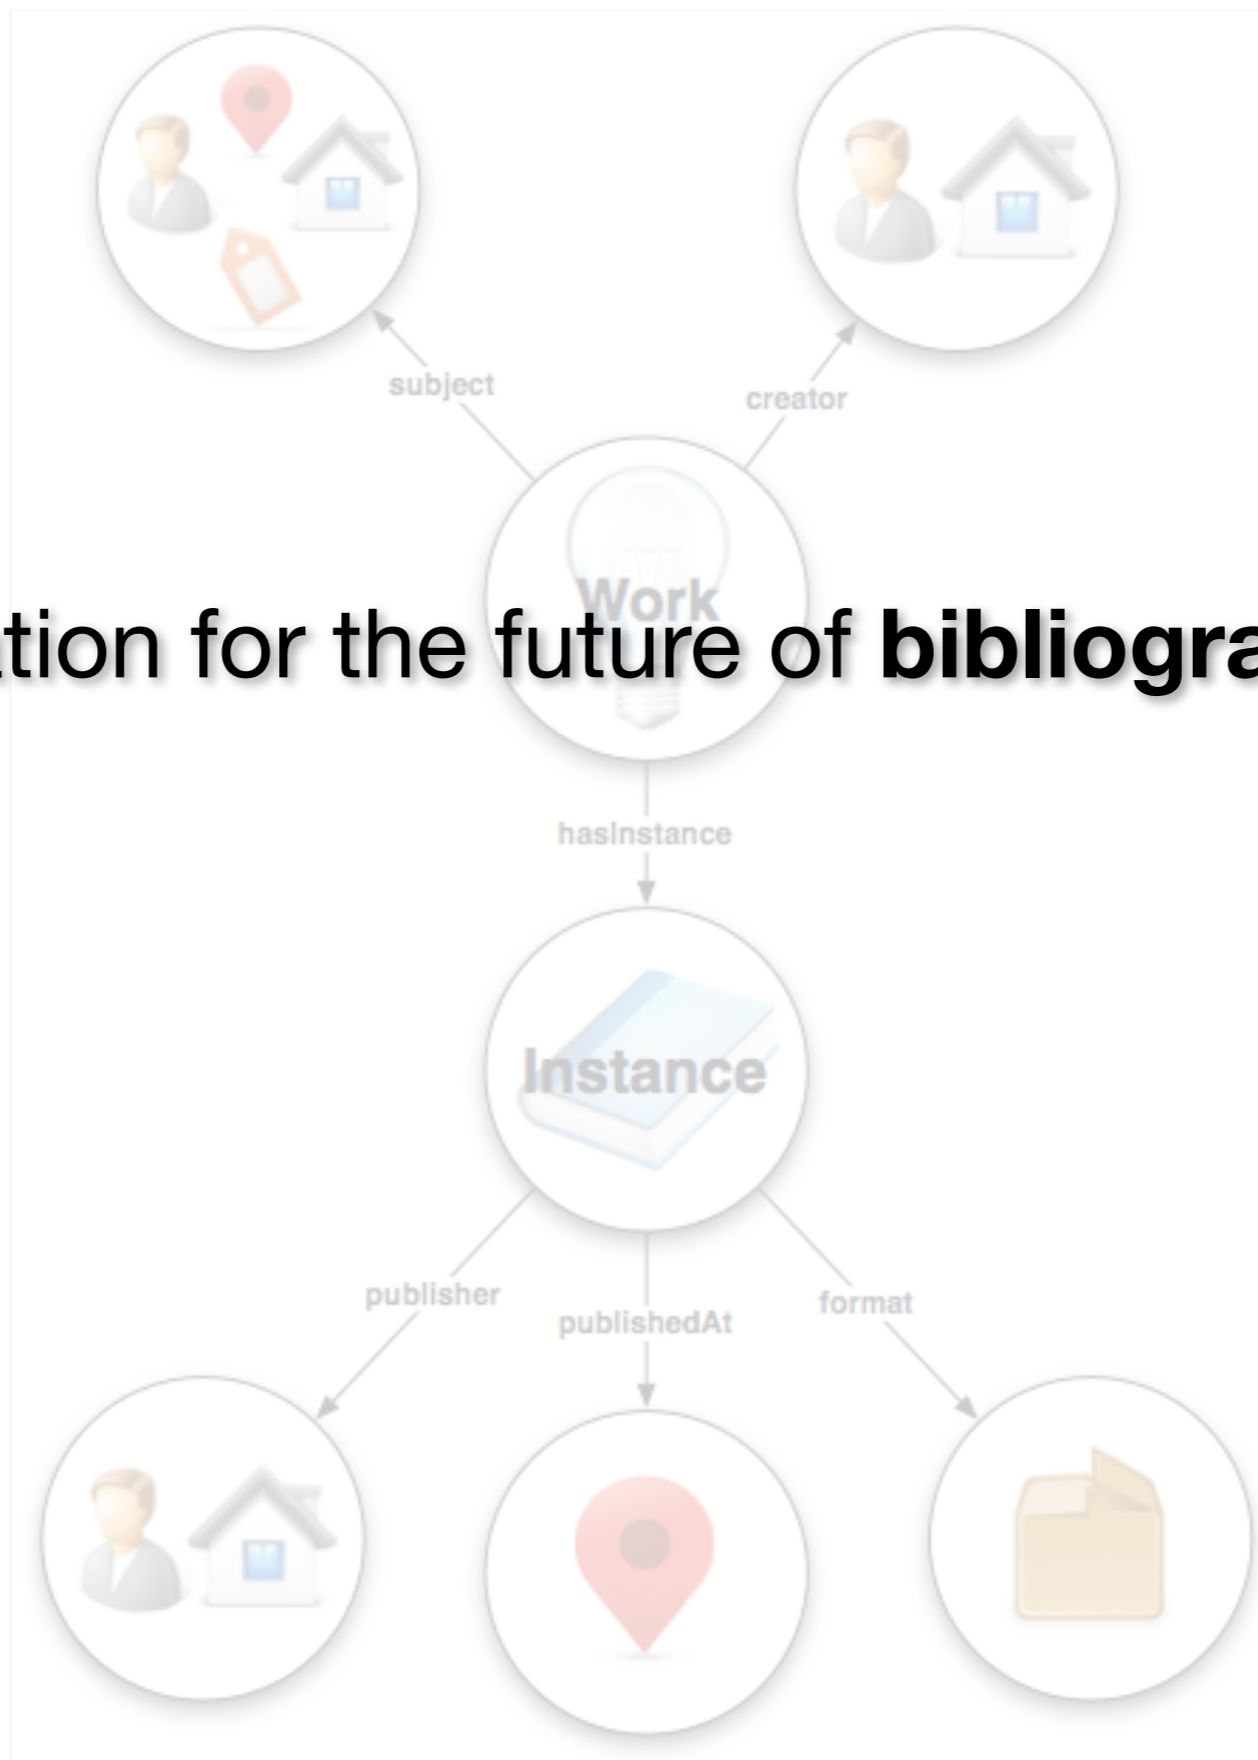 subject
creator
Work
tion for the future of bibliogra
hasInstance
Instance
publisher
publishedAt
format